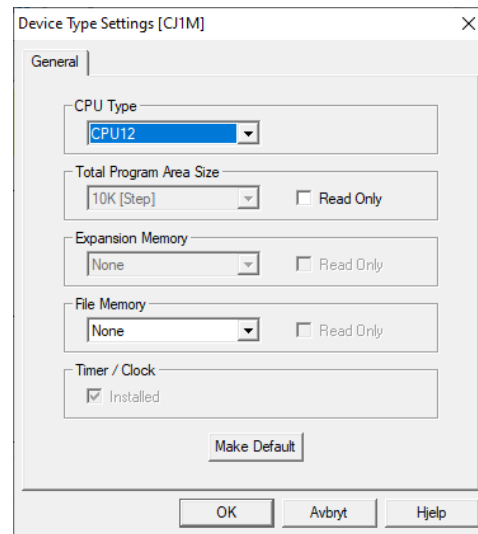 Device Type Settings [CJ1M]
General
CPU Type
CPU12
Total Program Area Size
10K [Step]
Read Only
Expansion Memory
None
Read Only
File Memory
None
Read Only
Timer / Clock
Installed
Make Default
OK
Avbryt
Hjelp